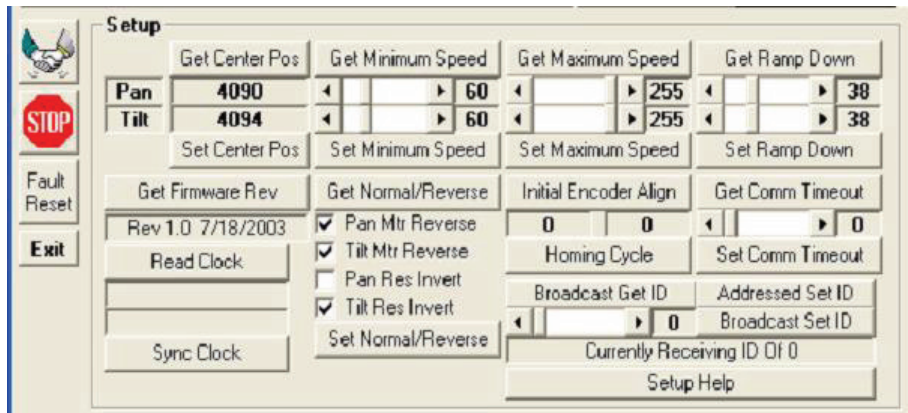 Setup
Get Center Pos Get Minimum Speed Get Maximum Speed Get Ramp Down
Pan 4090 60 255 38
STOP Tilt 4094 60 255 38
Set Center Pos Set Minimum Speed Set Maximum Speed Set Ramp Down
Fault Reset
Get Firmware Rev Get Normal/Reverse Initial Encoder Align Get Comm Timeout
Rev 1.0 7/18/2003 Pan Mtr Reverse 0 0 0
Exit Read Clock Tilt Mtr Reverse Homing Cycle Set Comm Timeout
Pan Res Invert Broadcast Get ID Addressed Set ID
Tilt Res Invert 0 Broadcast Set ID
Sync Clock Set Normal/Reverse Currently Receiving ID Of 0
Setup Help